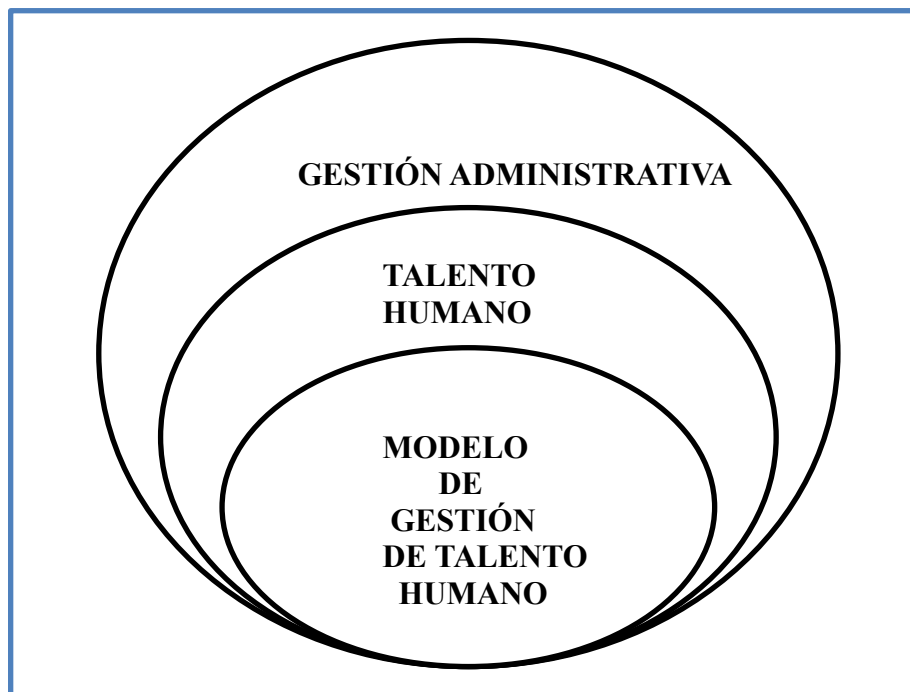 GESTIÓN ADMINISTRATIVA
TALENTO
HUMANO
MODELO
DE
GESTIÓN
DE TALENTO
HUMANO